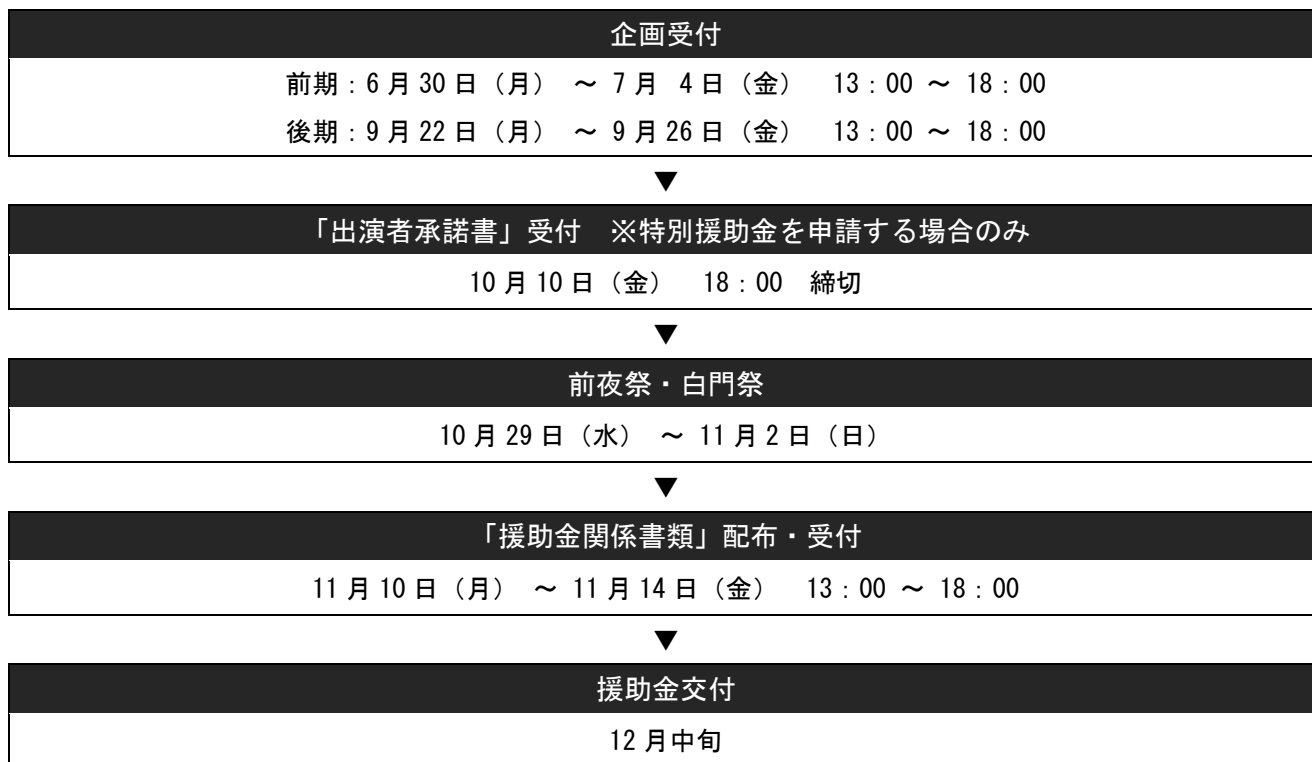 企画受付
前期：6月30日（月） ～ 7月 4日（金） 13：00 ～ 18：00
後期：9月22日（月） ～ 9月26日（金） 13：00 ～ 18：00
▼
「出演者承諾書」受付 ※特別援助金を申請する場合のみ
10月10日（金） 18：00 締切
▼
前夜祭・白門祭
10月29日（水） ～ 11月2日（日）
▼
「援助金関係書類」配布・受付
11月10日（月） ～ 11月14日（金） 13：00 ～ 18：00
▼
援助金交付
12月中旬